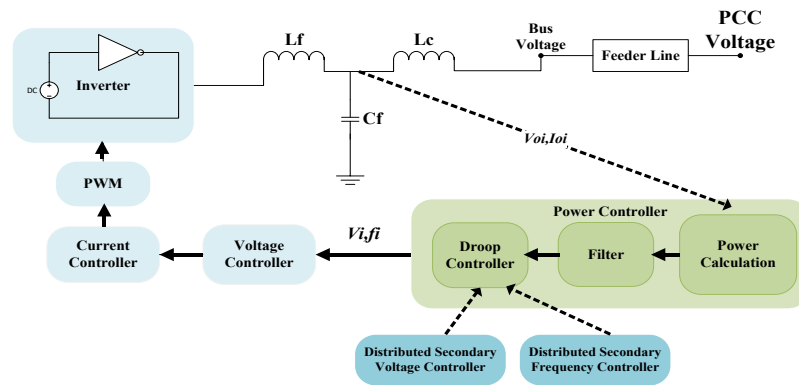 PCC
Voltage
Bus
Voltage
Lf
Lc
Feeder Line
DC
Inverter
Cf
Voi,Ioi
PWM
Power Controller
Vi,fi
Current
Controller
Voltage
Controller
Droop
Controller
Filter
Power
Calculation
Distributed Secondary
Voltage Controller
Distributed Secondary
Frequency Controller